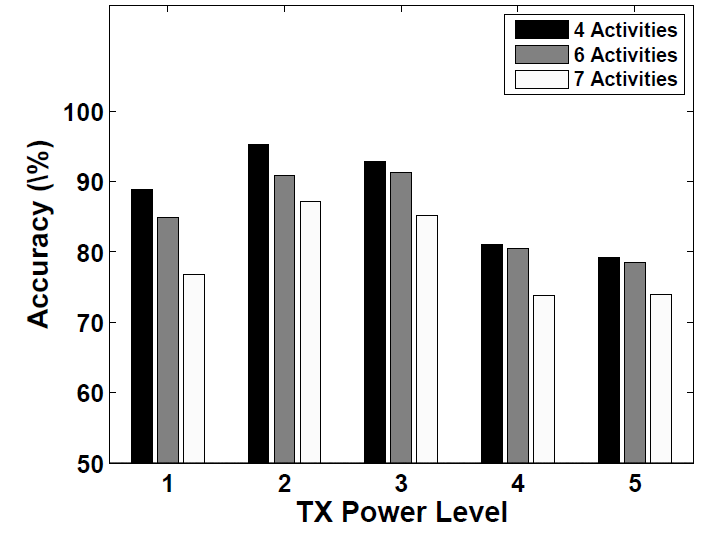 4 Activities
6 Activities
7 Activities
Accuracy (\%)
100
90
80
70
60
50
1 2 3 4 5
TX Power Level